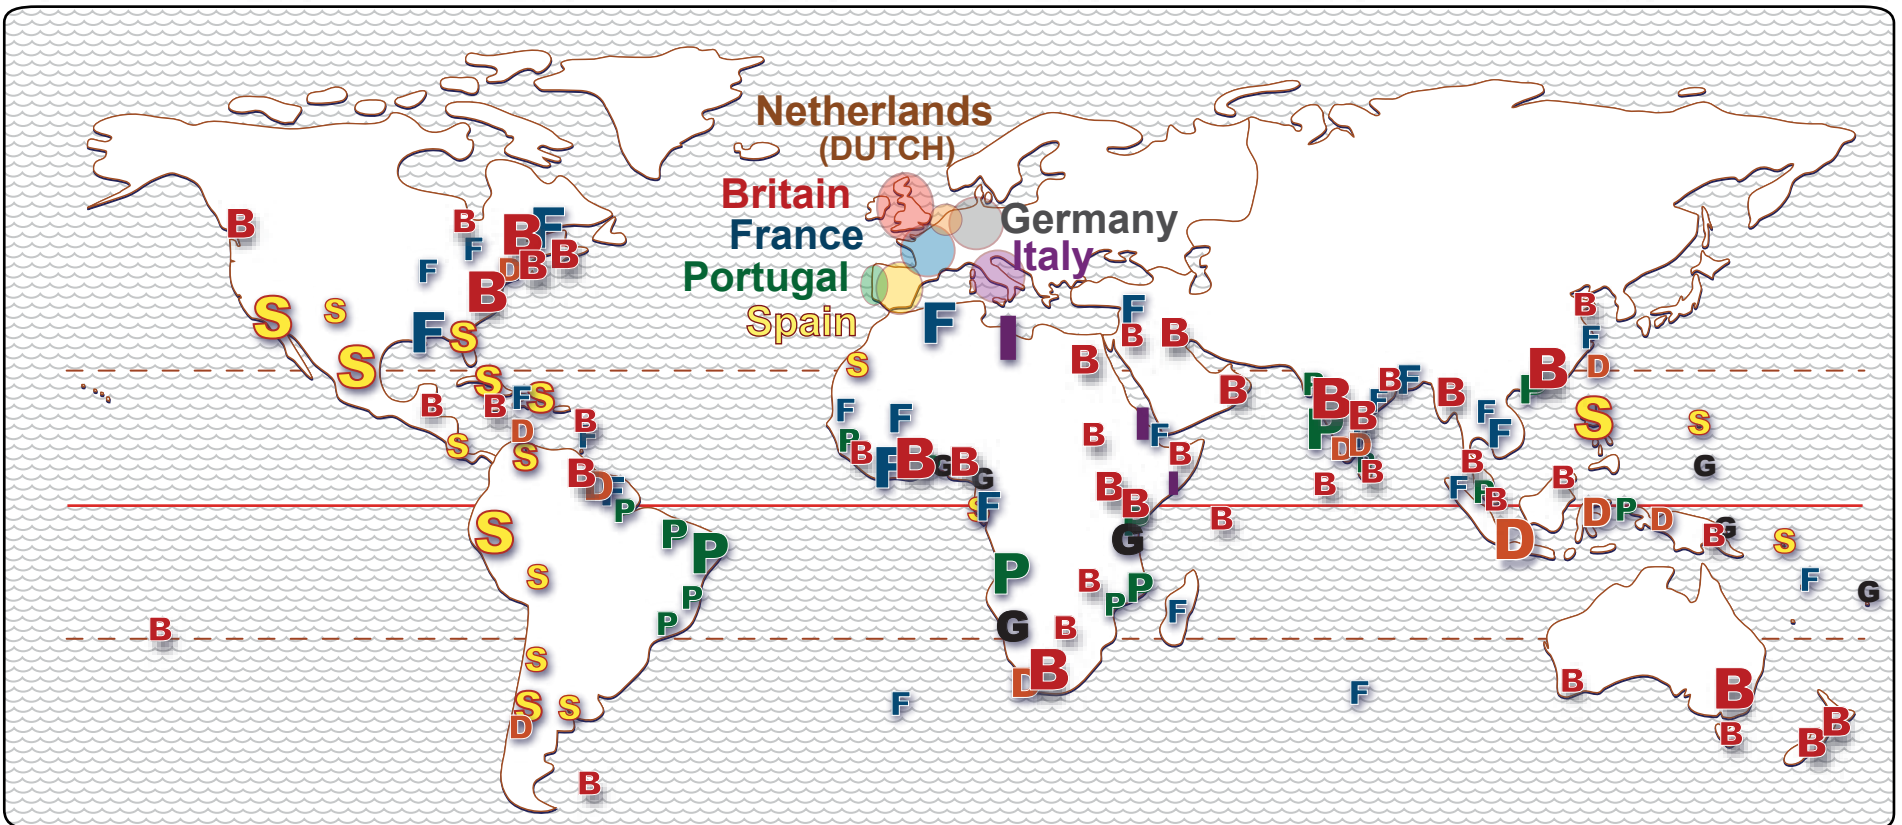 Netherlands
(DUTCH)
Britain
Germany
France
Italy
Portugal
Spain
B
B F
B F
B B
F D B
F
B
S S
F S
S
S F S
B B B
S D F
S
B D F
P
S P
P
S
P
B P
S
S S
D
B
F
I
S
F F
P B F B G B G
S F
P
G
D B
F
F
B B
B
B
I F
B
B I
B B
B
G
B P
P
F
B
P B B F
F B
P D D
B P B
F
B
F D
B
P
B
F
F
S S
B G
F P B B
D D P D
B G
S
F
G
B B
B
B
B